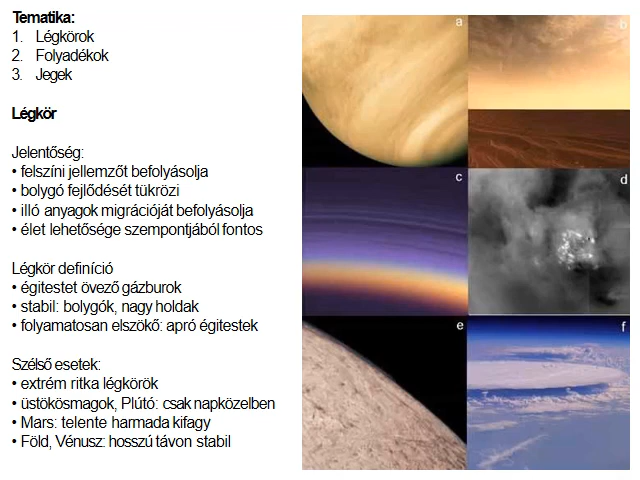 Tematika:
1. Légkörok
2. Folyadékok
3. Jegek
Légkör
Jelentőség:
• felszíni jellemzőt befolyásolja
• bolygó fejlődését tükrözi
• illó anyagok migrációját befolyásolja
• élet lehetősége szempontjából fontos
Légkör definíció
• égitestet övező gázburok
• stabil: bolygók, nagy holdak
• folyamatosan elszökő: apró égitestek
Szélső esetek:
• extrém ritka légkörök
• üstökösmagok, Plútó: csak napközelben
• Mars: telente harmada kifagy
• Föld, Vénusz: hosszú távon stabil
a
b
c
d
e
f